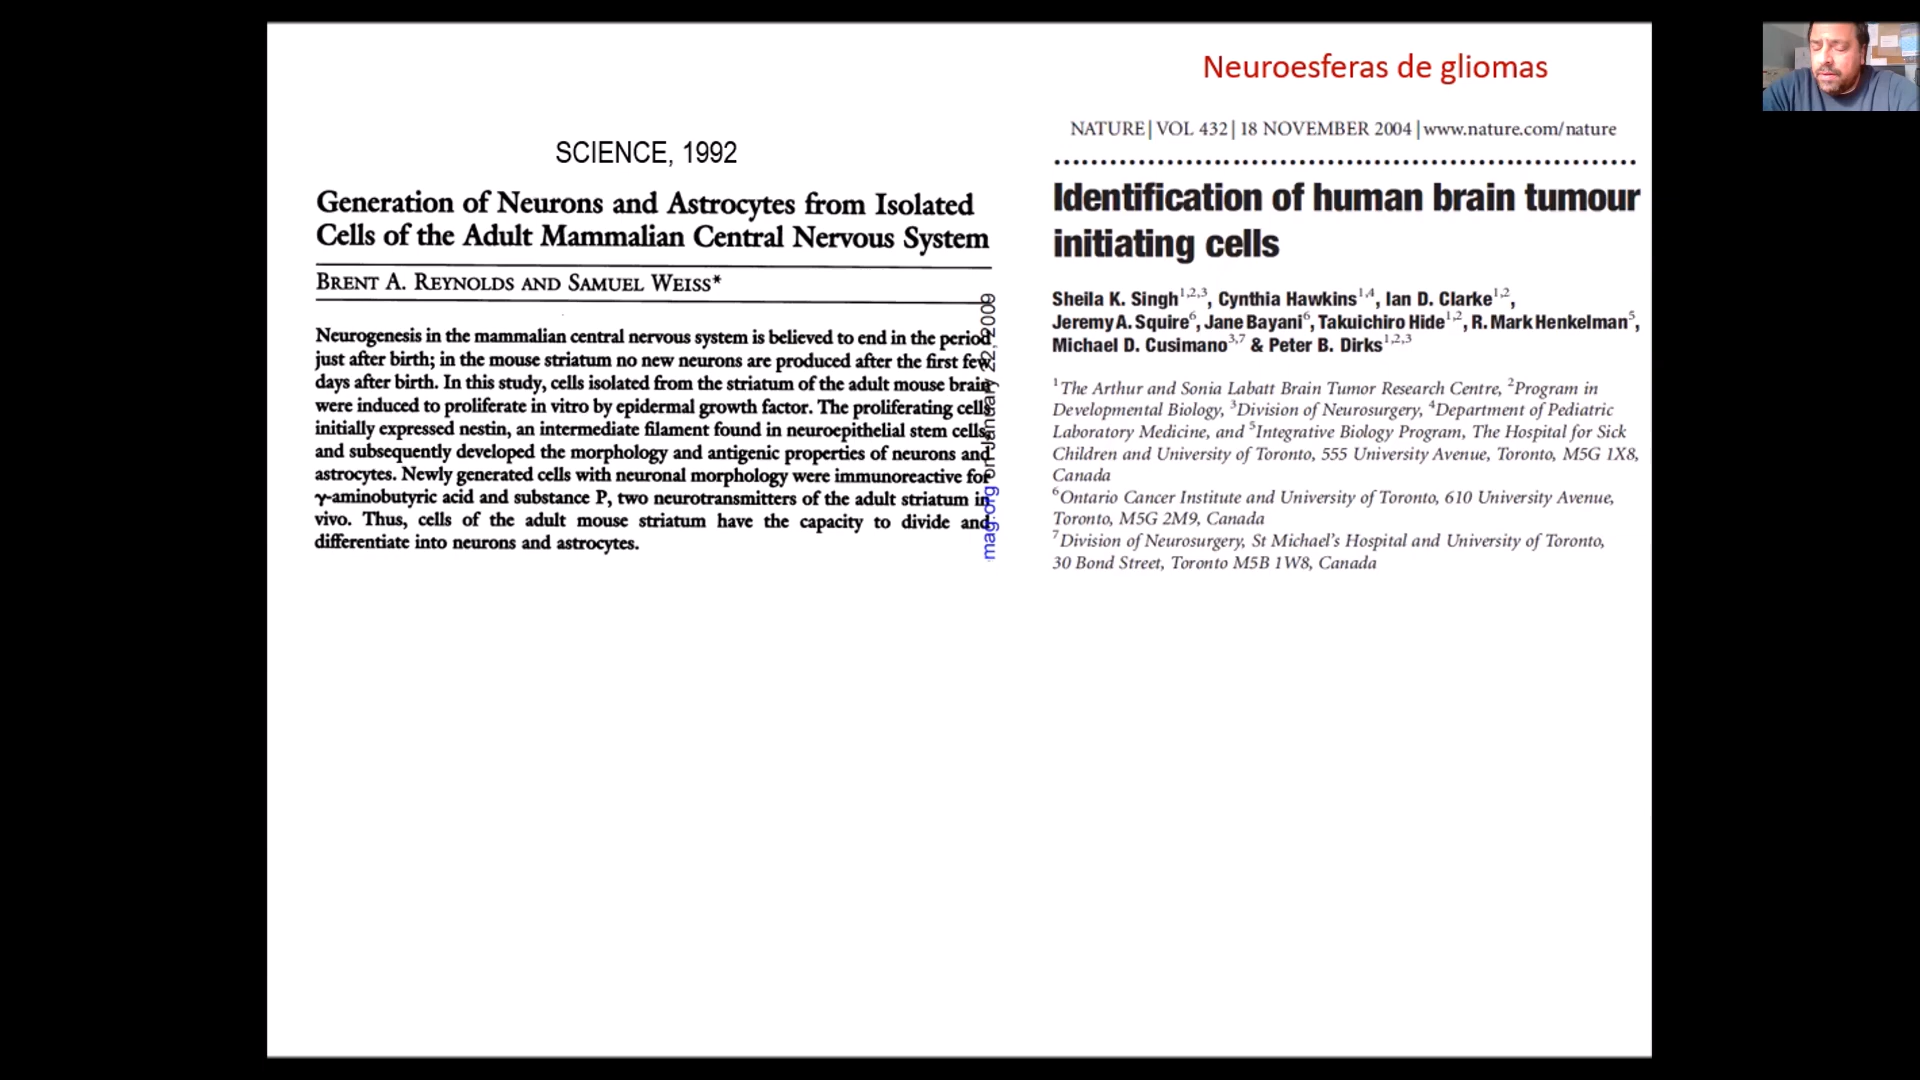 SCIENCE, 1992
Generation of Neurons and Astrocytes from Isolated
Cells of the Adult Mammalian Central Nervous System
BRENT A. REYNOLDS AND SAMUEL WEISS*
Neurogenesis in the mammalian central nervous system is believed to end in the period
just after birth; in the mouse striatum no new neurons are produced after the first few
days after birth. In this study, cells isolated from the striatum of the adult mouse brain
were induced to proliferate in vitro by epidermal growth factor. The proliferating cells
initially expressed nestin, an intermediate filament found in neuroepithelial stem cells,
and subsequently developed the morphology and antigenic properties of neurons and
astrocytes. Newly generated cells with neuronal morphology were immunoreactive for
γ-aminobutyric acid and substance P, two neurotransmitters of the adult striatum in
vivo. Thus, cells of the adult mouse striatum have the capacity to divide and
differentiate into neurons and astrocytes.
mag.org on January 22, 2009
Neuroesferas de gliomas
NATURE | VOL 432 | 18 NOVEMBER 2004 | www.nature.com/nature
Identification of human brain tumour
initiating cells
Sheila K. Singh1,2,3, Cynthia Hawkins1,4, Ian D. Clarke1,2,
Jeremy A. Squire6, Jane Bayani6, Takuichiro Hide1,2, R. Mark Henkelman5,
Michael D. Cusimano3,7 & Peter B. Dirks1,2,3
1The Arthur and Sonia Labatt Brain Tumor Research Centre, 2Program in
Developmental Biology, 3Division of Neurosurgery, 4Department of Pediatric
Laboratory Medicine, and 5Integrative Biology Program, The Hospital for Sick
Children and University of Toronto, 555 University Avenue, Toronto, M5G 1X8,
Canada
6Ontario Cancer Institute and University of Toronto, 610 University Avenue,
Toronto, M5G 2M9, Canada
7Division of Neurosurgery, St Michael's Hospital and University of Toronto,
30 Bond Street, Toronto M5B 1W8, Canada